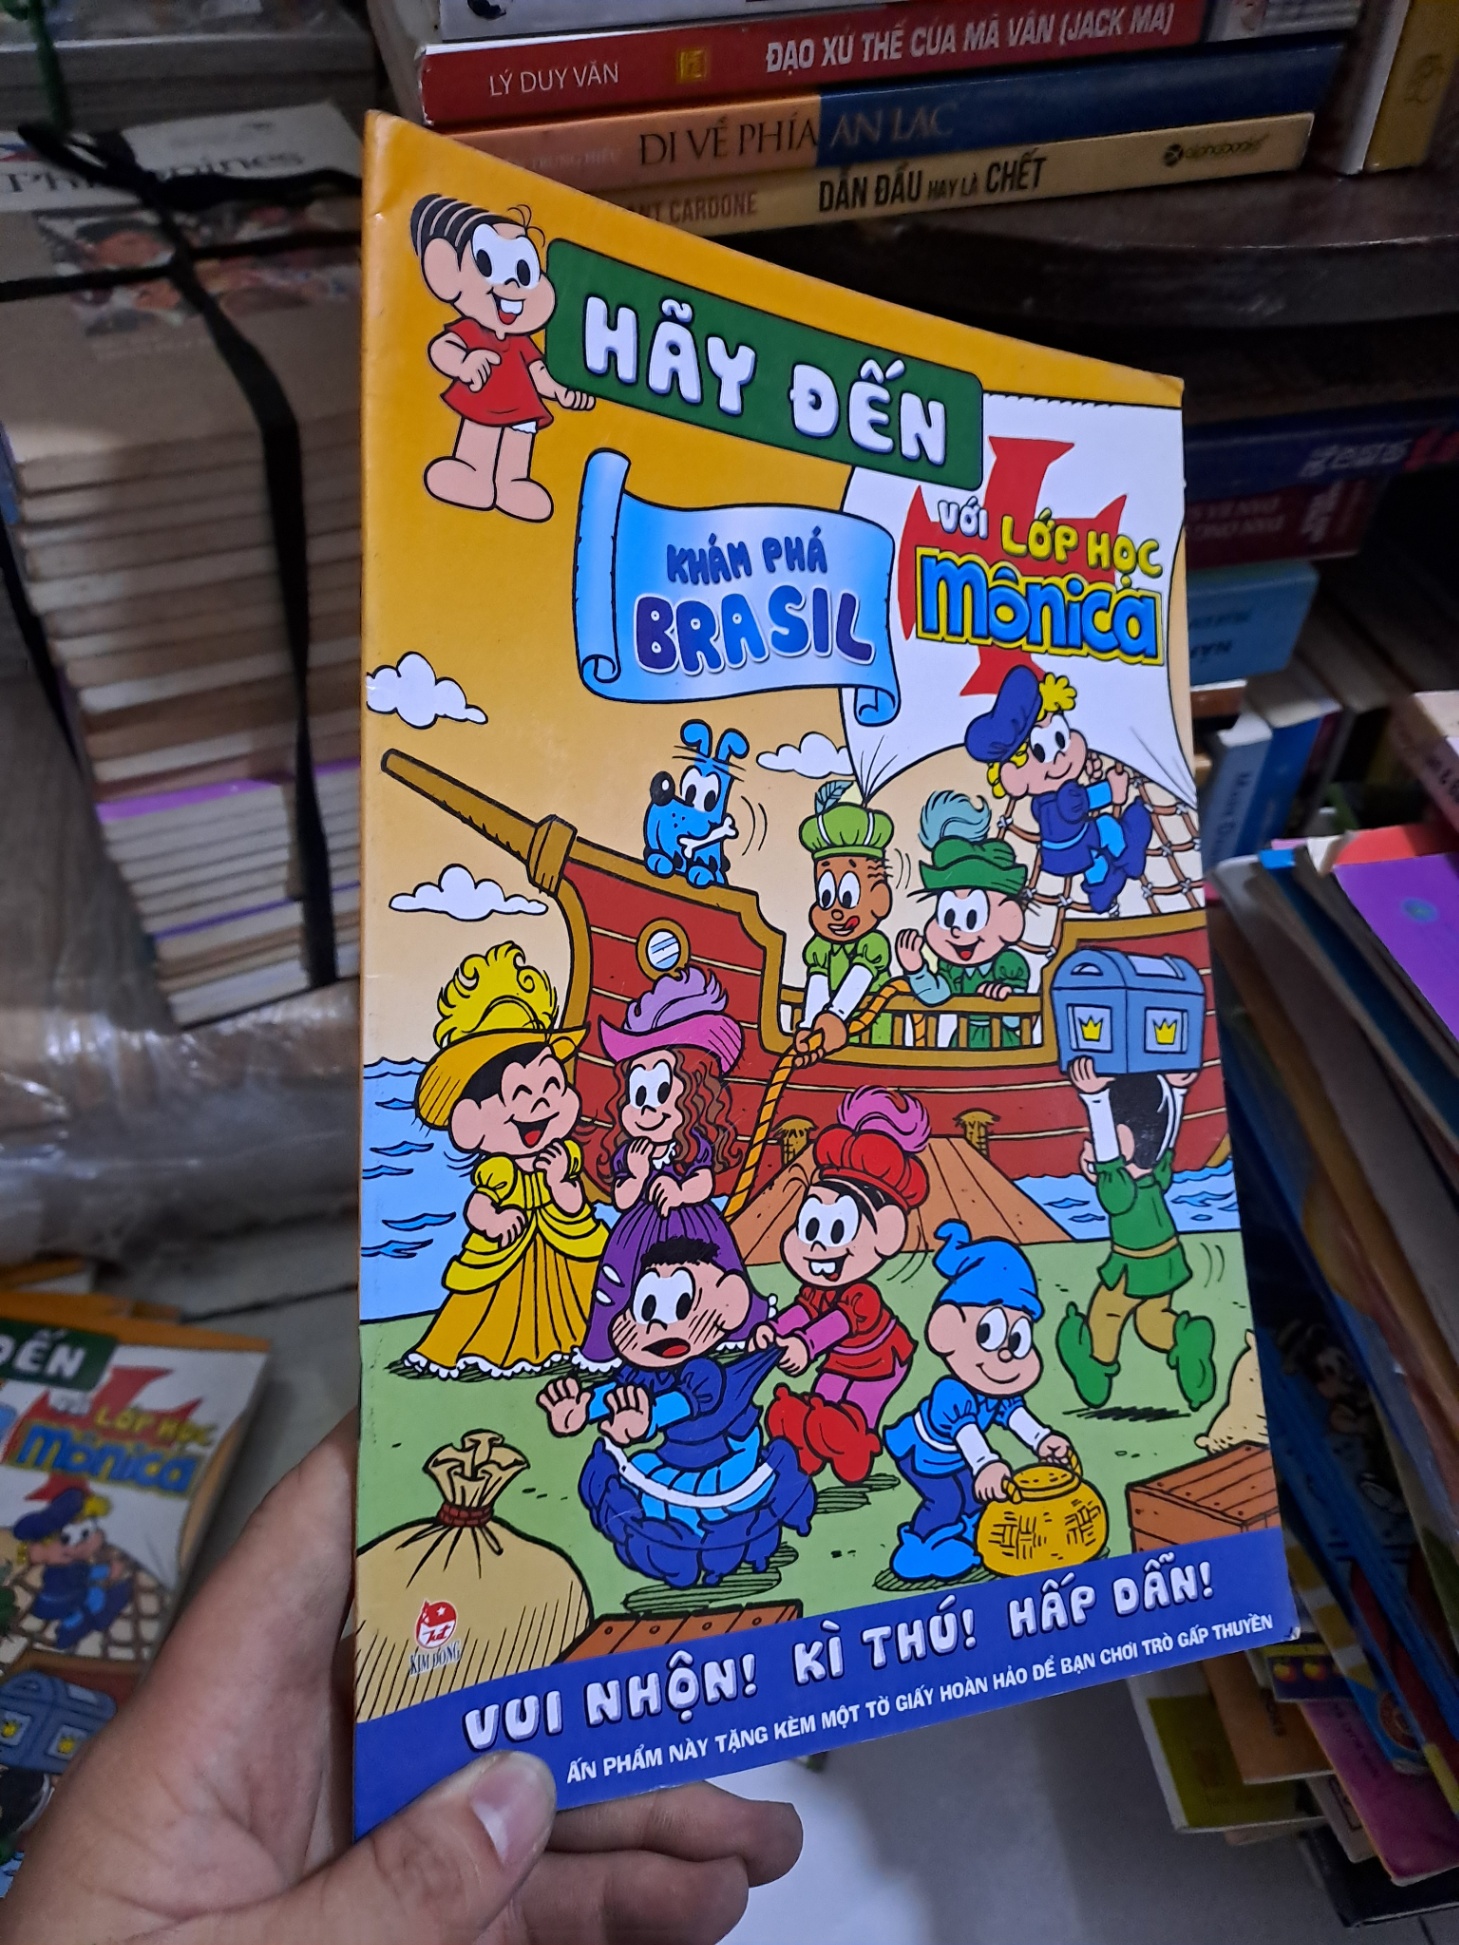 LÝ DUY VĂN
ĐẠO XỬ THẾ CỦA MÃ VÂN (JACK MA)
ĐI VỀ PHÍA AN LẠC
CARDONE
DẪN ĐẦU HAY LÀ CHẾT
alphabooks
HÃY ĐẾN
VỚI LỚP HỌC
Mônica
KHÁM PHÁ
BRASIL
KIM ĐỒNG
VUI NHỘN! KÌ THÚ! HẤP DẪN!
ẤN PHẨM NÀY TẶNG KÈM MỘT TỜ GIẤY HOÀN HẢO ĐỂ BẠN CHƠI TRÒ GẤP THUYỀN
ĐẾN
VỚI LỚP HỌC
Mônica